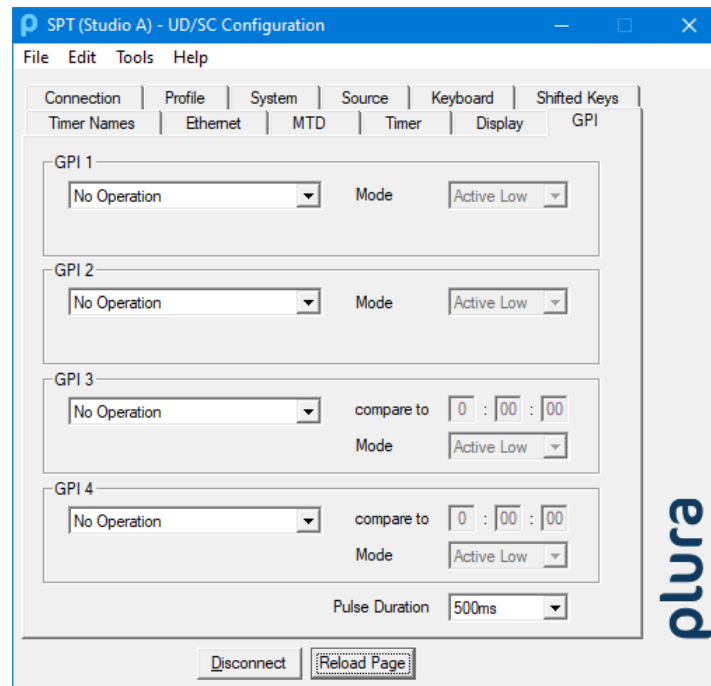 SPT (Studio A) - UD/SC Configuration
File Edit Tools Help
Connection Profile System Source Keyboard Shifted Keys
Timer Names Ethernet MTD Timer Display GPI
GPI 1
No Operation Mode Active Low
GPI 2
No Operation Mode Active Low
GPI 3
No Operation compare to 0 : 00 : 00
Mode Active Low
GPI 4
No Operation compare to 0 : 00 : 00
Mode Active Low
Pulse Duration 500ms
Disconnect Reload Page
plura